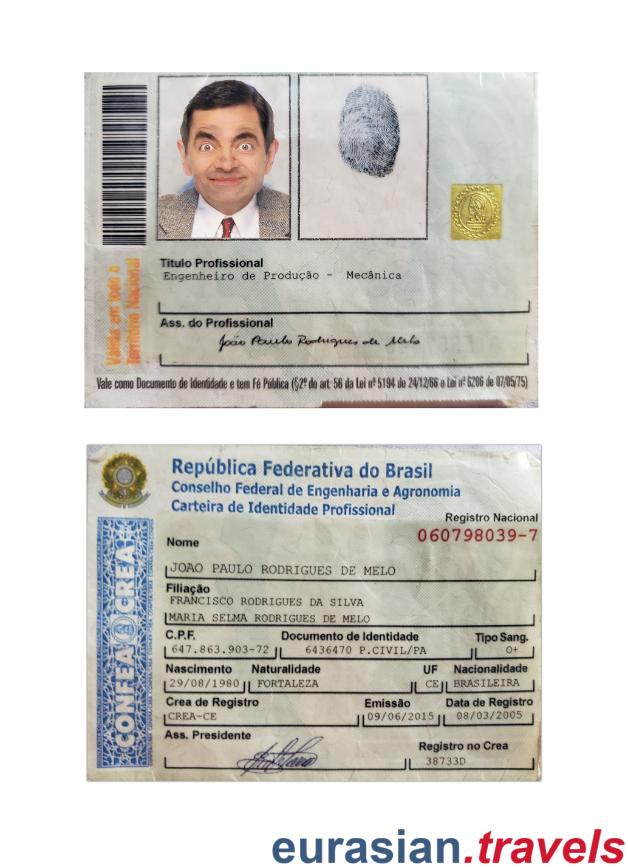 Título Profissional
Engenheiro de Produção - Mecânica
Válida em todo o
Território Nacional
Ass. do Profissional
João Paulo Rodrigues de Melo
Vale como Documento de Identidade e tem Fé Pública (§2º do art. 56 da Lei nº 5194 de 24/12/66 e Lei nº 6206 de 07/05/75)
República Federativa do Brasil
Conselho Federal de Engenharia e Agronomia
Carteira de Identidade Profissional
Registro Nacional
060798039-7
Nome
JOAO PAULO RODRIGUES DE MELO
Filiação
FRANCISCO RODRIGUES DA SILVA
MARIA SELMA RODRIGUES DE MELO
C.P.F. Documento de Identidade Tipo Sang.
647.863.903-72 6436470 P.CIVIL/PA O+
Nascimento Naturalidade UF Nacionalidade
29/08/1980 FORTALEZA CE BRASILEIRA
Crea de Registro Emissão Data de Registro
CREA-CE 09/06/2015 08/03/2005
Ass. Presidente Registro no Crea
38733D
CONFEA CREA
eurasian.travels